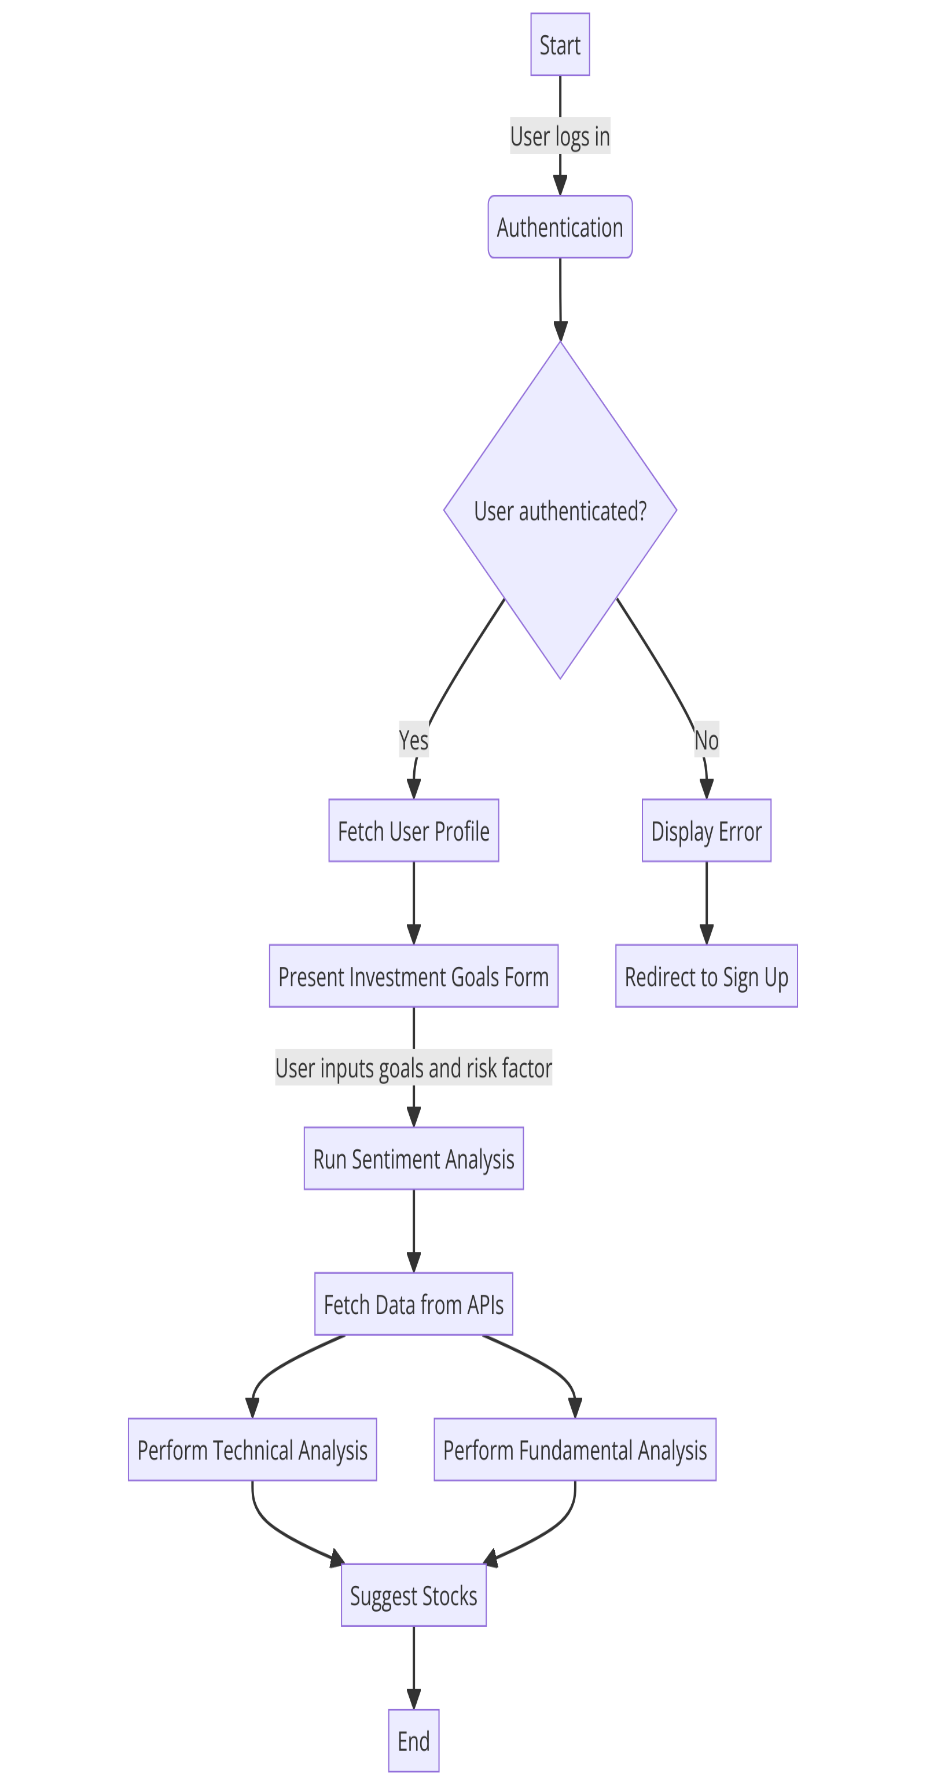 Start
User logs in
Authentication
User authenticated?
Yes
No
Fetch User Profile
Display Error
Present Investment Goals Form
Redirect to Sign Up
User inputs goals and risk factor
Run Sentiment Analysis
Fetch Data from APIs
Perform Technical Analysis
Perform Fundamental Analysis
Suggest Stocks
End